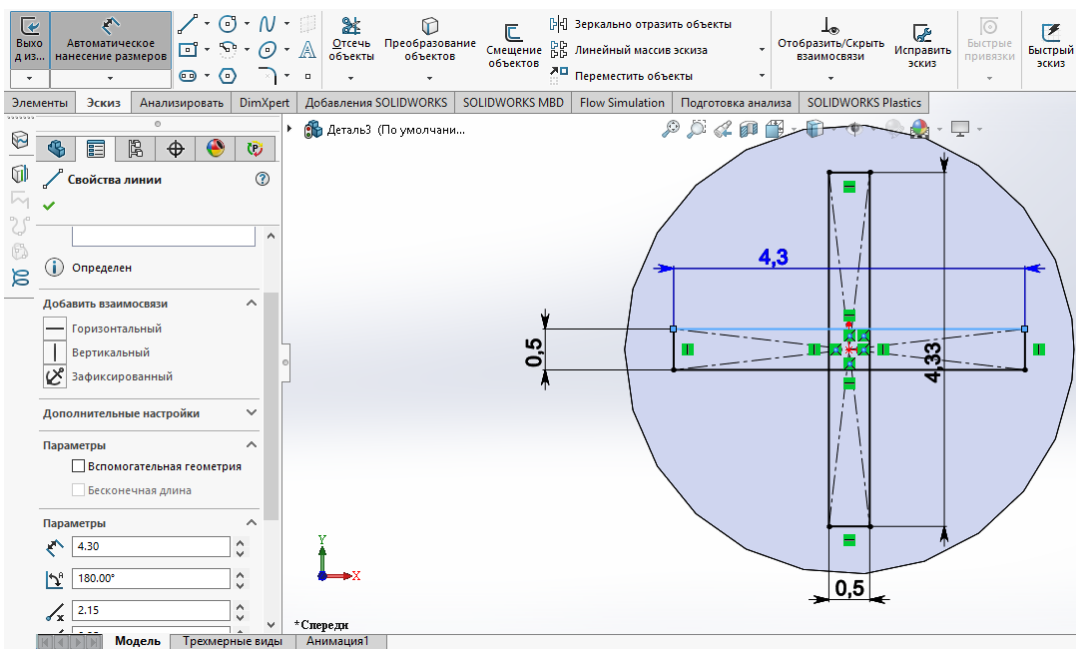 Выхо
д из...
Автоматическое
нанесение размеров
Отсечь
объекты
Преобразование
объектов
Смещение
объектов
Зеркально отразить объекты
Линейный массив эскиза
Переместить объекты
Отобразить/Скрыть
взаимосвязи
Исправить
эскиз
Быстрые
привязки
Быстрый
эскиз
Элементы Эскиз Анализировать DimXpert Добавления SOLIDWORKS SOLIDWORKS MBD Flow Simulation Подготовка анализа SOLIDWORKS Plastics
Деталь3 (По умолчани...
Свойства линии
Определен
Добавить взаимосвязи
Горизонтальный
Вертикальный
Зафиксированный
Дополнительные настройки
Параметры
Вспомогательная геометрия
Бесконечная длина
Параметры
4.30
180.00°
2.15
4,3
0,5
4,33
0,5
Y
X
*Спереди
Модель Трехмерные виды Анимация1